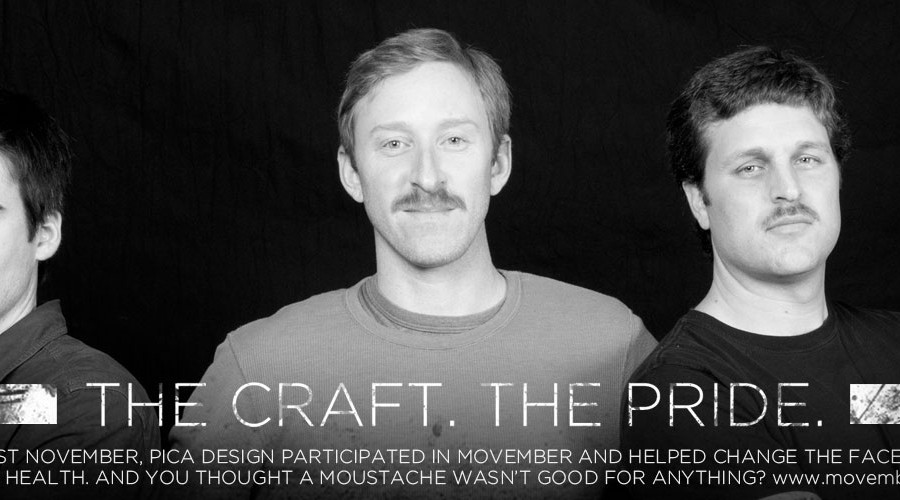 THE CRAFT. THE PRIDE.
ST NOVEMBER, PICA DESIGN PARTICIPATED IN MOVEMBER AND HELPED CHANGE THE FACE
HEALTH. AND YOU THOUGHT A MOUSTACHE WASN'T GOOD FOR ANYTHING? www.movemb